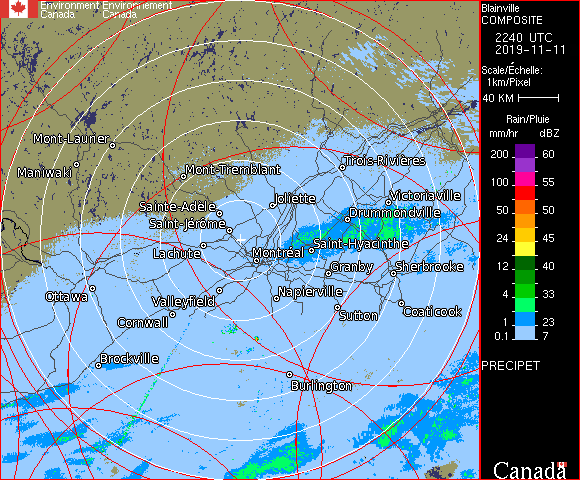 Environment Environnement
Canada Canada
Blainville
COMPOSITE
2240 UTC
2019-11-11
Scale/Échelle:
1km/Pixel
40 KM
Rain/Pluie
mm/hr dBZ
200 60
150 57
100 55
50 50
24 45
12 40
4 33
1 23
0.1 7
PRECIPET
Mont-Laurier
Maniwaki
Mont-Tremblant
Trois-Rivières
Joliette
Victoriaville
Sainte-Adèle
Drummondville
Saint-Jérôme
Lachute
Montréal
Saint-Hyacinthe
Granby
Sherbrooke
Ottawa
Valleyfield
Napierville
Cornwall
Sutton
Coaticook
Brockville
Burlington
Canada